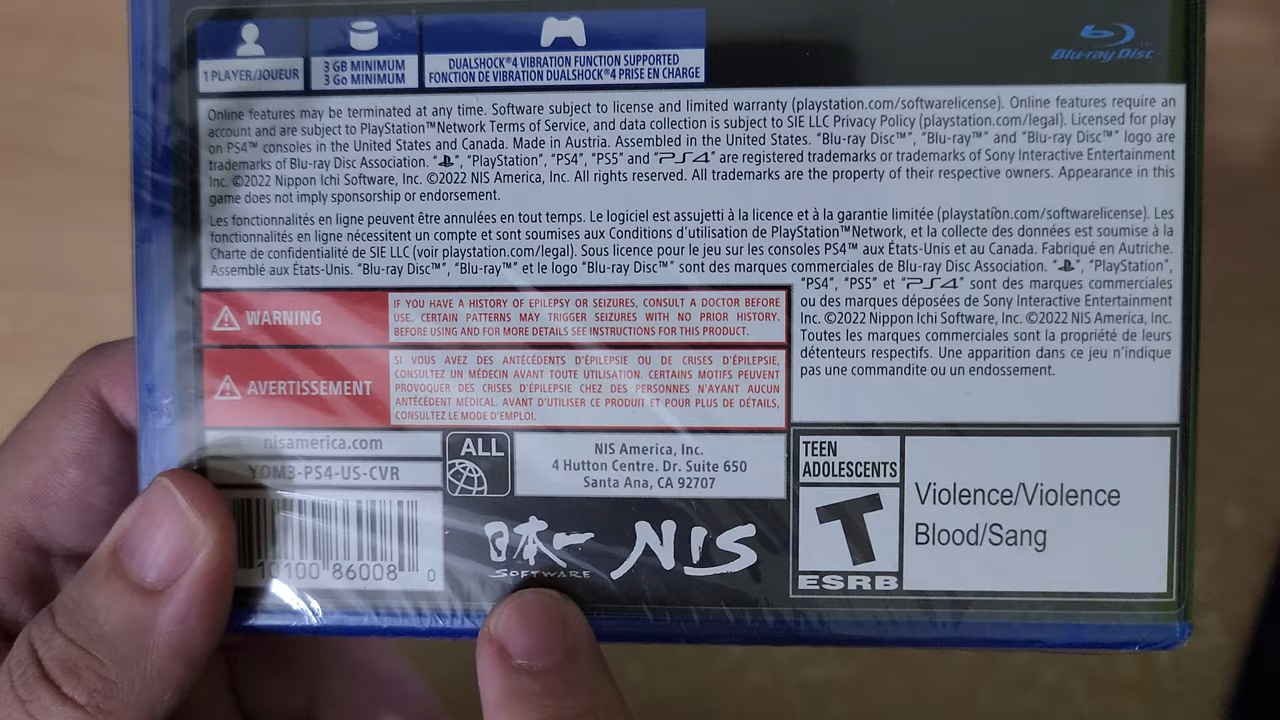 1 PLAYER/JOUEUR
3 GB MINIMUM
3 Go MINIMUM
DUALSHOCK®4 VIBRATION FUNCTION SUPPORTED
FONCTION DE VIBRATION DUALSHOCK®4 PRISE EN CHARGE
Blu-ray Disc
Online features may be terminated at any time. Software subject to license and limited warranty (playstation.com/softwarelicense). Online features require an
account and are subject to PlayStation™Network Terms of Service, and data collection is subject to SIE LLC Privacy Policy (playstation.com/legal). Licensed for play
on PS4™ consoles in the United States and Canada. Made in Austria. Assembled in the United States. "Blu-ray Disc™", "Blu-ray™" and "Blu-ray Disc™" logo are
trademarks of Blu-ray Disc Association. "PS", "PlayStation", "PS4", "PS5" and "PS4" are registered trademarks or trademarks of Sony Interactive Entertainment
Inc. ©2022 Nippon Ichi Software, Inc. ©2022 NIS America, Inc. All rights reserved. All trademarks are the property of their respective owners. Appearance in this
game does not imply sponsorship or endorsement.
Les fonctionnalités en ligne peuvent être annulées en tout temps. Le logiciel est assujetti à la licence et à la garantie limitée (playstation.com/softwarelicense). Les
fonctionnalités en ligne nécessitent un compte et sont soumises aux Conditions d'utilisation de PlayStation™Network, et la collecte des données est soumise à la
Charte de confidentialité de SIE LLC (voir playstation.com/legal). Sous licence pour le jeu sur les consoles PS4™ aux États-Unis et au Canada. Fabriqué en Autriche.
Assemblé aux États-Unis. "Blu-ray Disc™", "Blu-ray™" et le logo "Blu-ray Disc™" sont des marques commerciales de Blu-ray Disc Association. "PS", "PlayStation",
"PS4", "PS5" et "PS4" sont des marques commerciales
ou des marques déposées de Sony Interactive Entertainment
Inc. ©2022 Nippon Ichi Software, Inc. ©2022 NIS America, Inc.
Toutes les marques commerciales sont la propriété de leurs
détenteurs respectifs. Une apparition dans ce jeu n'indique
pas une commandite ou un endossement.
WARNING
IF YOU HAVE A HISTORY OF EPILEPSY OR SEIZURES, CONSULT A DOCTOR BEFORE
USE. CERTAIN PATTERNS MAY TRIGGER SEIZURES WITH NO PRIOR HISTORY.
BEFORE USING AND FOR MORE DETAILS SEE INSTRUCTIONS FOR THIS PRODUCT.
AVERTISSEMENT
SI VOUS AVEZ DES ANTÉCÉDENTS D'ÉPILEPSIE OU DE CRISES D'ÉPILEPSIE,
CONSULTEZ UN MÉDECIN AVANT TOUTE UTILISATION. CERTAINS MOTIFS PEUVENT
PROVOQUER DES CRISES D'ÉPILEPSIE CHEZ DES PERSONNES N'AYANT AUCUN
ANTÉCÉDENT MÉDICAL. AVANT D'UTILISER CE PRODUIT ET POUR PLUS DE DÉTAILS,
CONSULTEZ LE MODE D'EMPLOI.
nisamerica.com
YOM3-PS4-US-CVR
ALL
NIS America, Inc.
4 Hutton Centre. Dr. Suite 650
Santa Ana, CA 92707
10100 86008 0
日本一
SOFTWARE
NIS
TEEN
ADOLESCENTS
T
ESRB
Violence/Violence
Blood/Sang